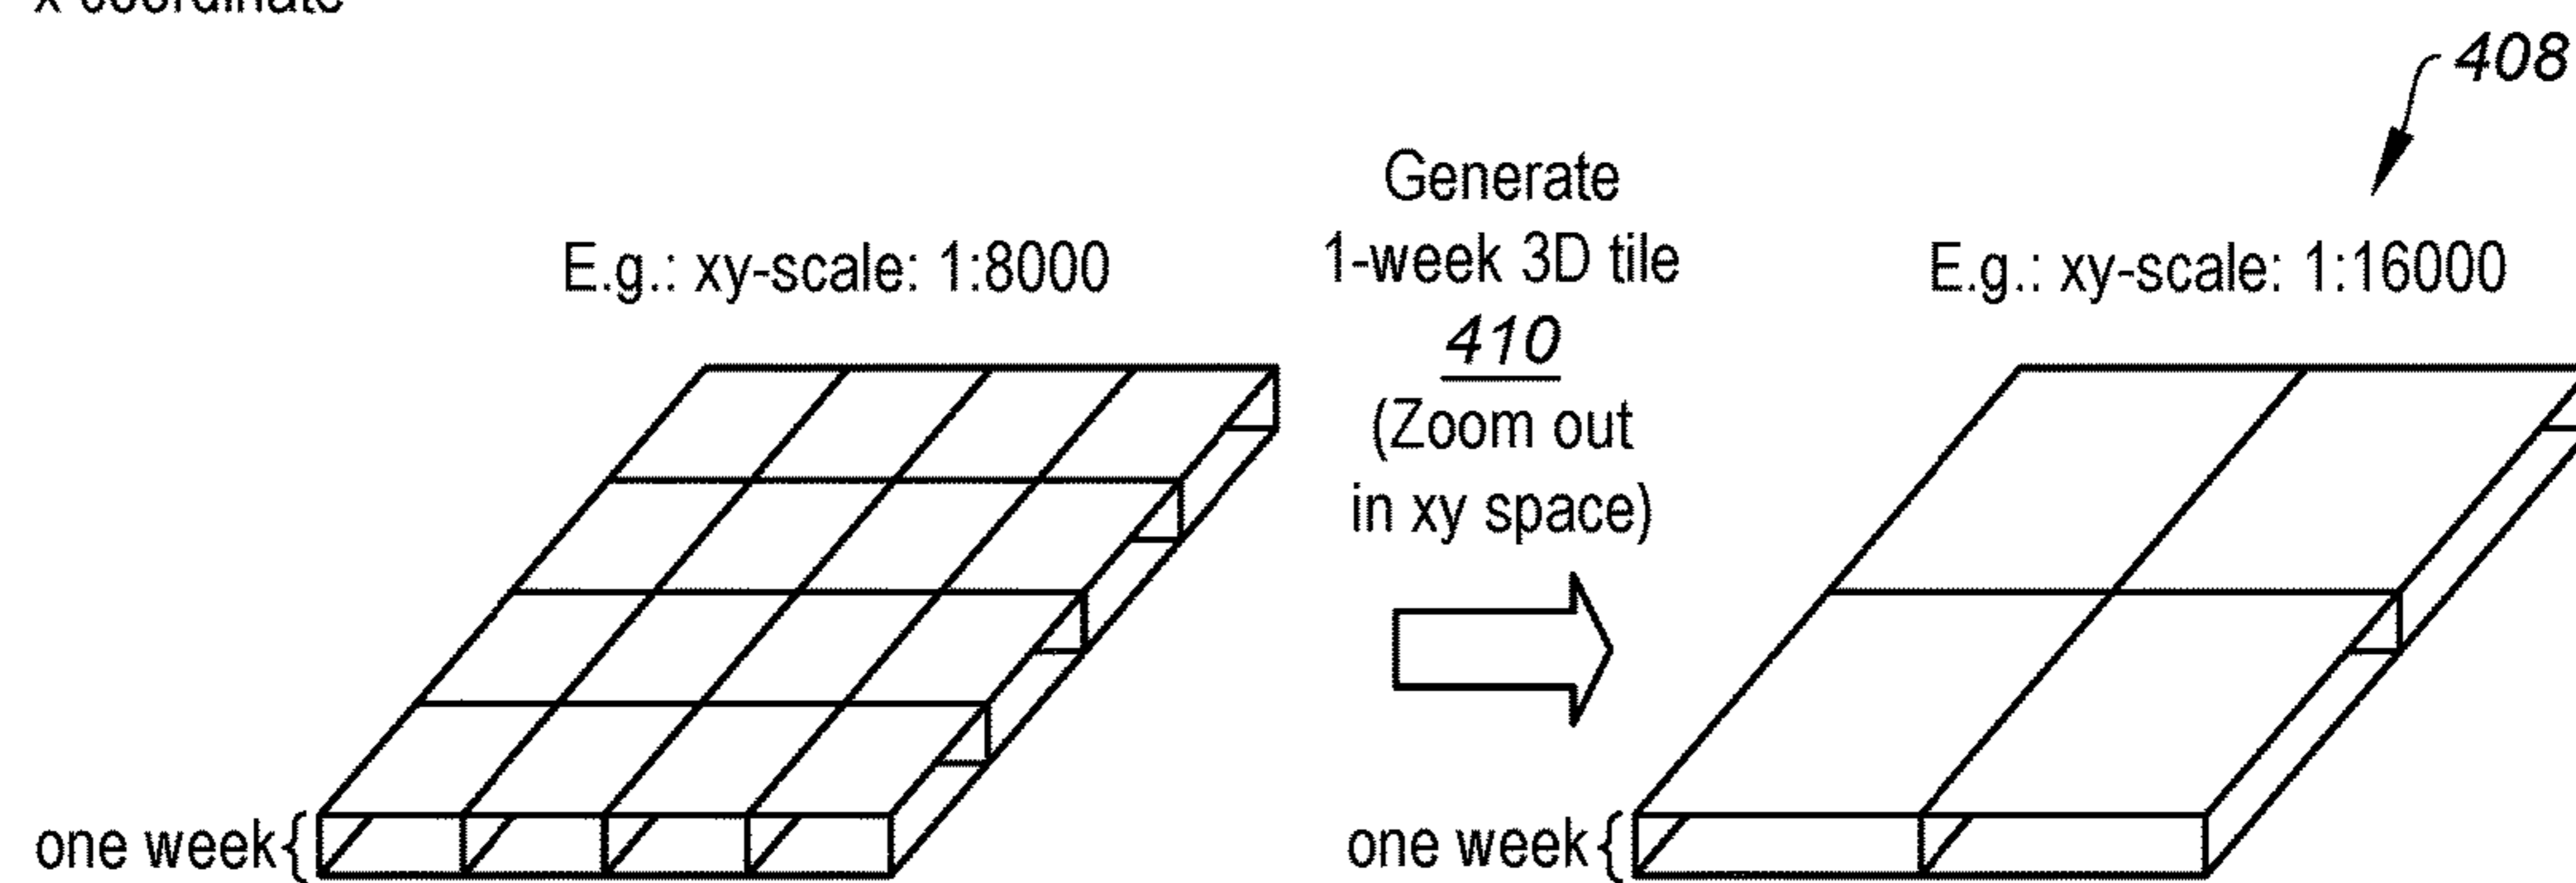 x-coordinate
408
Generate
1-week 3D tile
410
(Zoom out
in xy space)
E.g.: xy-scale: 1:8000
E.g.: xy-scale: 1:16000
one week
one week